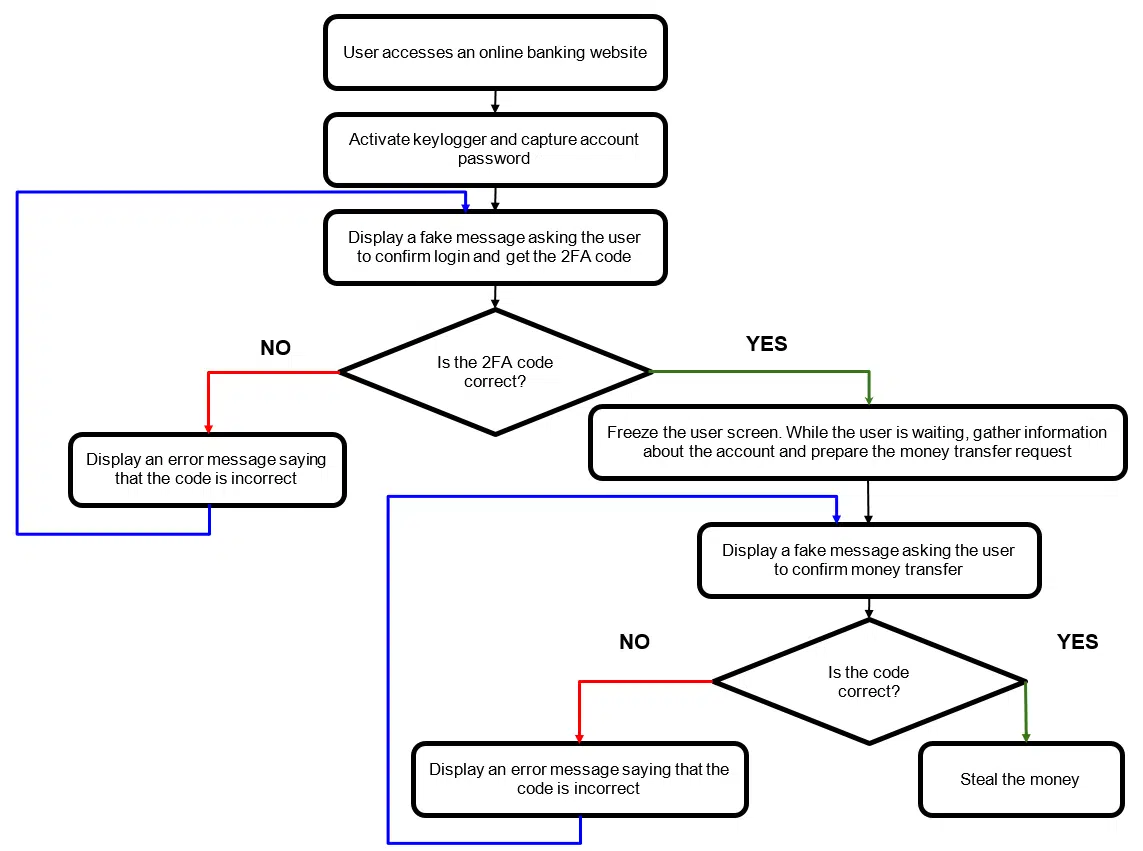 User accesses an online banking website
Activate keylogger and capture account
password
Display a fake message asking the user
to confirm login and get the 2FA code
Is the 2FA code
correct?
NO
YES
Display an error message saying
that the code is incorrect
Freeze the user screen. While the user is waiting, gather information
about the account and prepare the money transfer request
Display a fake message asking the user
to confirm money transfer
Is the code
correct?
NO
YES
Display an error message saying that the
code is incorrect
Steal the money